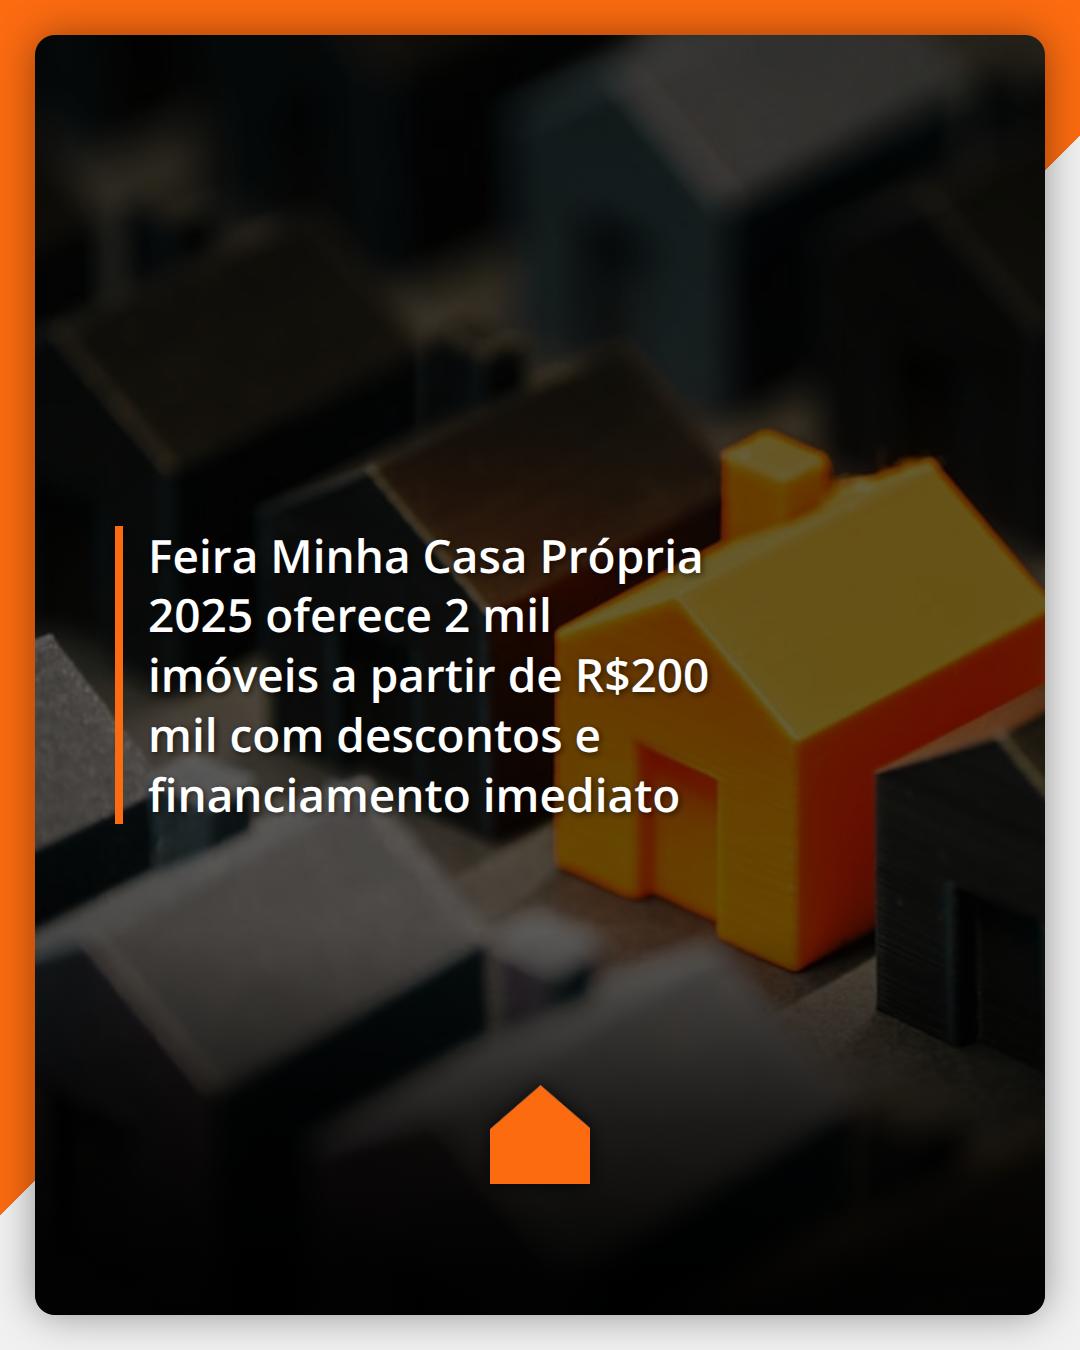 Feira Minha Casa Própria
2025 oferece 2 mil
imóveis a partir de R$200
mil com descontos e
financiamento imediato